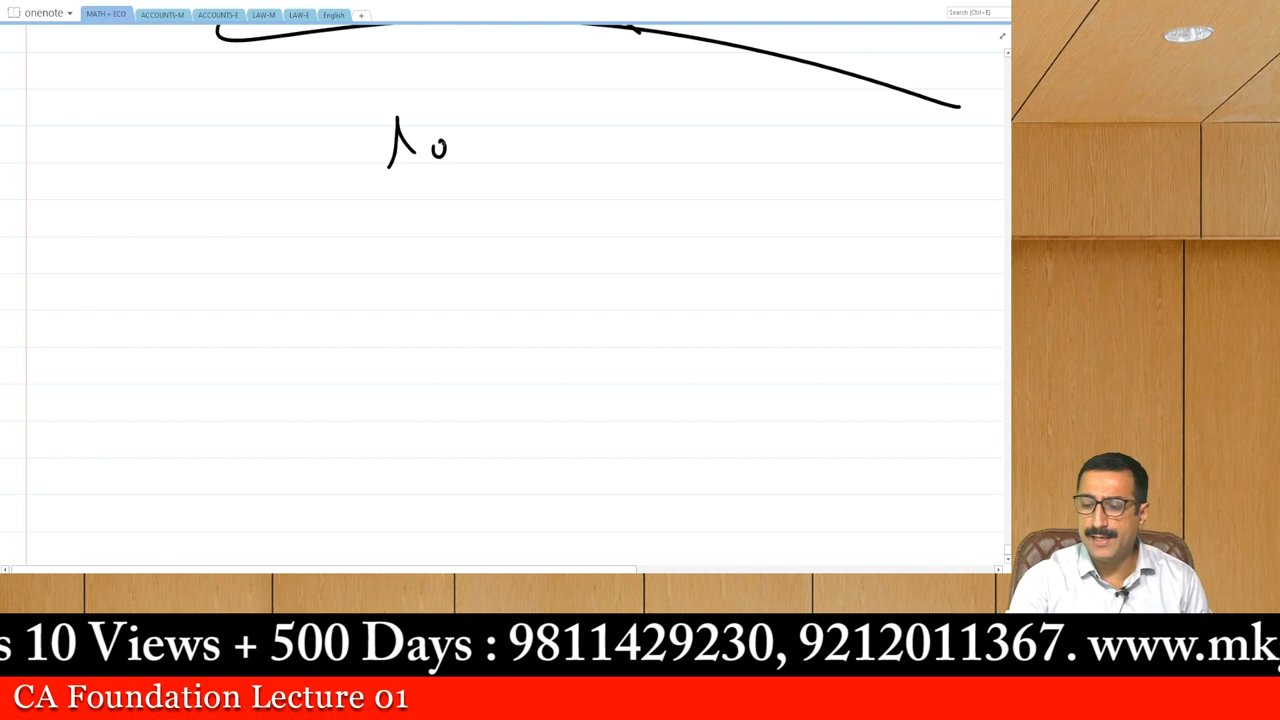 onenote MATH + ECO ACCOUNTS-M ACCOUNTS-E LAW-M LAW-E English + Search (Ctrl+E)
s 10 Views + 500 Days : 9811429230, 9212011367. www.mk
CA Foundation Lecture 01